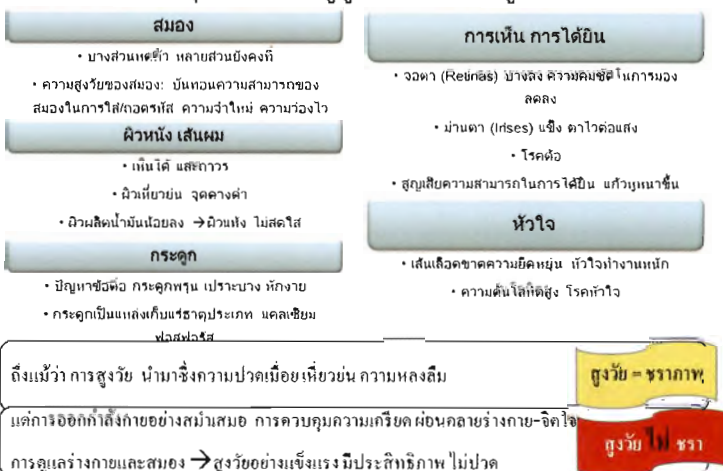 สมอง
• บางส่วนหดตัว หลายส่วนยังคงที่
• ความสูงวัยของสมอง: บันทอนความสามารถของ
สมองในการใส่/ถอดรหัส ความจำใหม่ ความว่องไว
ผิวหนัง เส้นผม
• เห็นได้ และถาวร
• ผิวเหี่ยวย่น จุดด่างดำ
• ผิวผลิตน้ำมันน้อยลง →ผิวแห้ง ไม่สดใส
กระดูก
• ปัญหาข้อต่อ กระดูกพรุน เปราะบาง หักง่าย
• กระดูกเป็นแหล่งเก็บแร่ธาตุประเภท แคลเซียม
ฟอสฟอรัส
การเห็น การได้ยิน
• จอตา (Retinas) บางลง ความคมชัดในการมอง
ลดลง
• ม่านตา (Irises) แข็ง ตาไวต่อแสง
• โรคต้อ
• สูญเสียความสามารถในการได้ยิน แก้วหูหนาขึ้น
หัวใจ
• เส้นเลือดขาดความยืดหยุ่น หัวใจทำงานหนัก
• ความดันโลหิตสูง โรคหัวใจ
ถึงแม้ว่า การสูงวัย นำมาซึ่งความปวดเมื่อย เหี่ยวย่น ความหลงลืม
สูงวัย = ชราภาพ
แต่การออกกำลังกายอย่างสม่ำเสมอ การควบคุมความเครียด ผ่อนคลายร่างกาย-จิตใจ
การดูแลร่างกายและสมอง →สูงวัยอย่างแข็งแรง มีประสิทธิภาพ ไม่ปวด
สูงวัย ไม่ ชรา